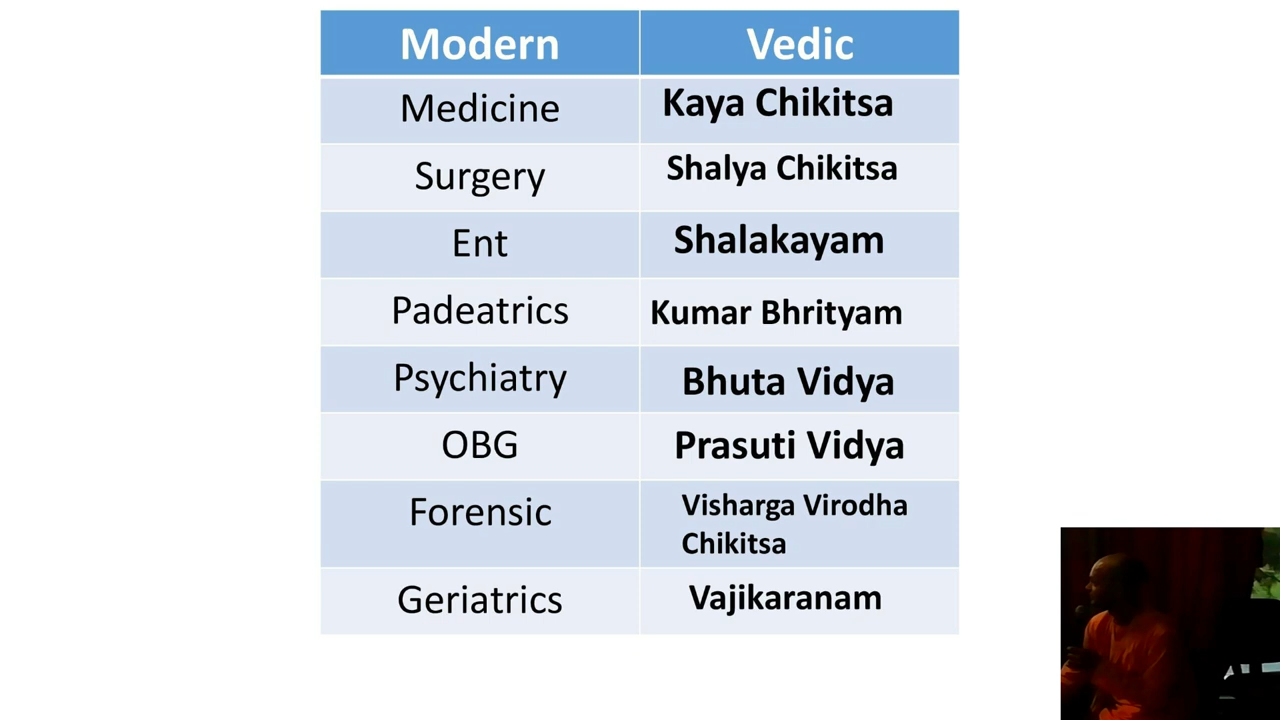 Modern Vedic
Medicine Kaya Chikitsa
Surgery Shalya Chikitsa
Ent Shalakayam
Padeatrics Kumar Bhrityam
Psychiatry Bhuta Vidya
OBG Prasuti Vidya
Forensic Visharga Virodha
Chikitsa
Geriatrics Vajikaranam